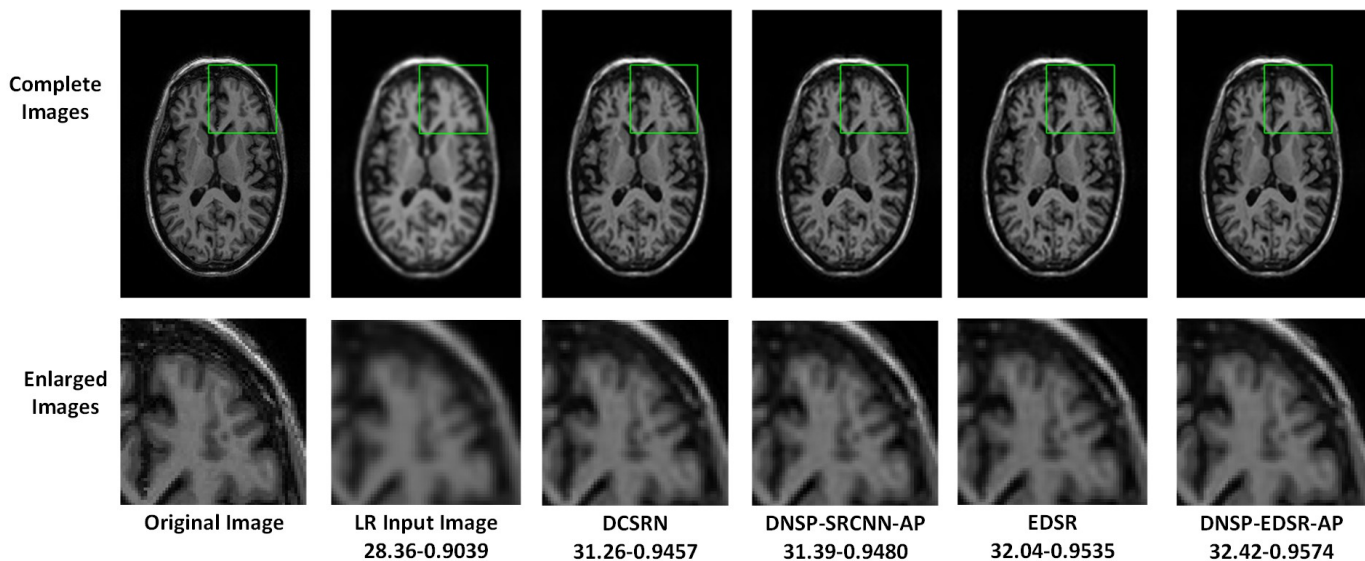 Complete
Images
Enlarged
Images
Original Image
LR Input Image
28.36-0.9039
DCSRN
31.26-0.9457
DNSP-SRCNN-AP
31.39-0.9480
EDSR
32.04-0.9535
DNSP-EDSR-AP
32.42-0.9574